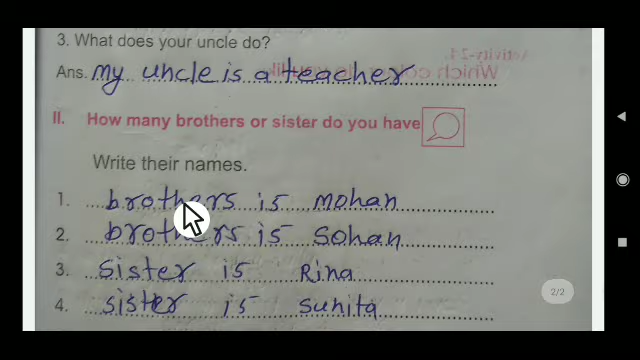 3. What does your uncle do?
Ans. my uncle is a teacher
II. How many brothers or sister do you have
Write their names.
1. brothers is mohan
2. brothers is sohan
3. sister is Rina
4. sister is sunita
2/2